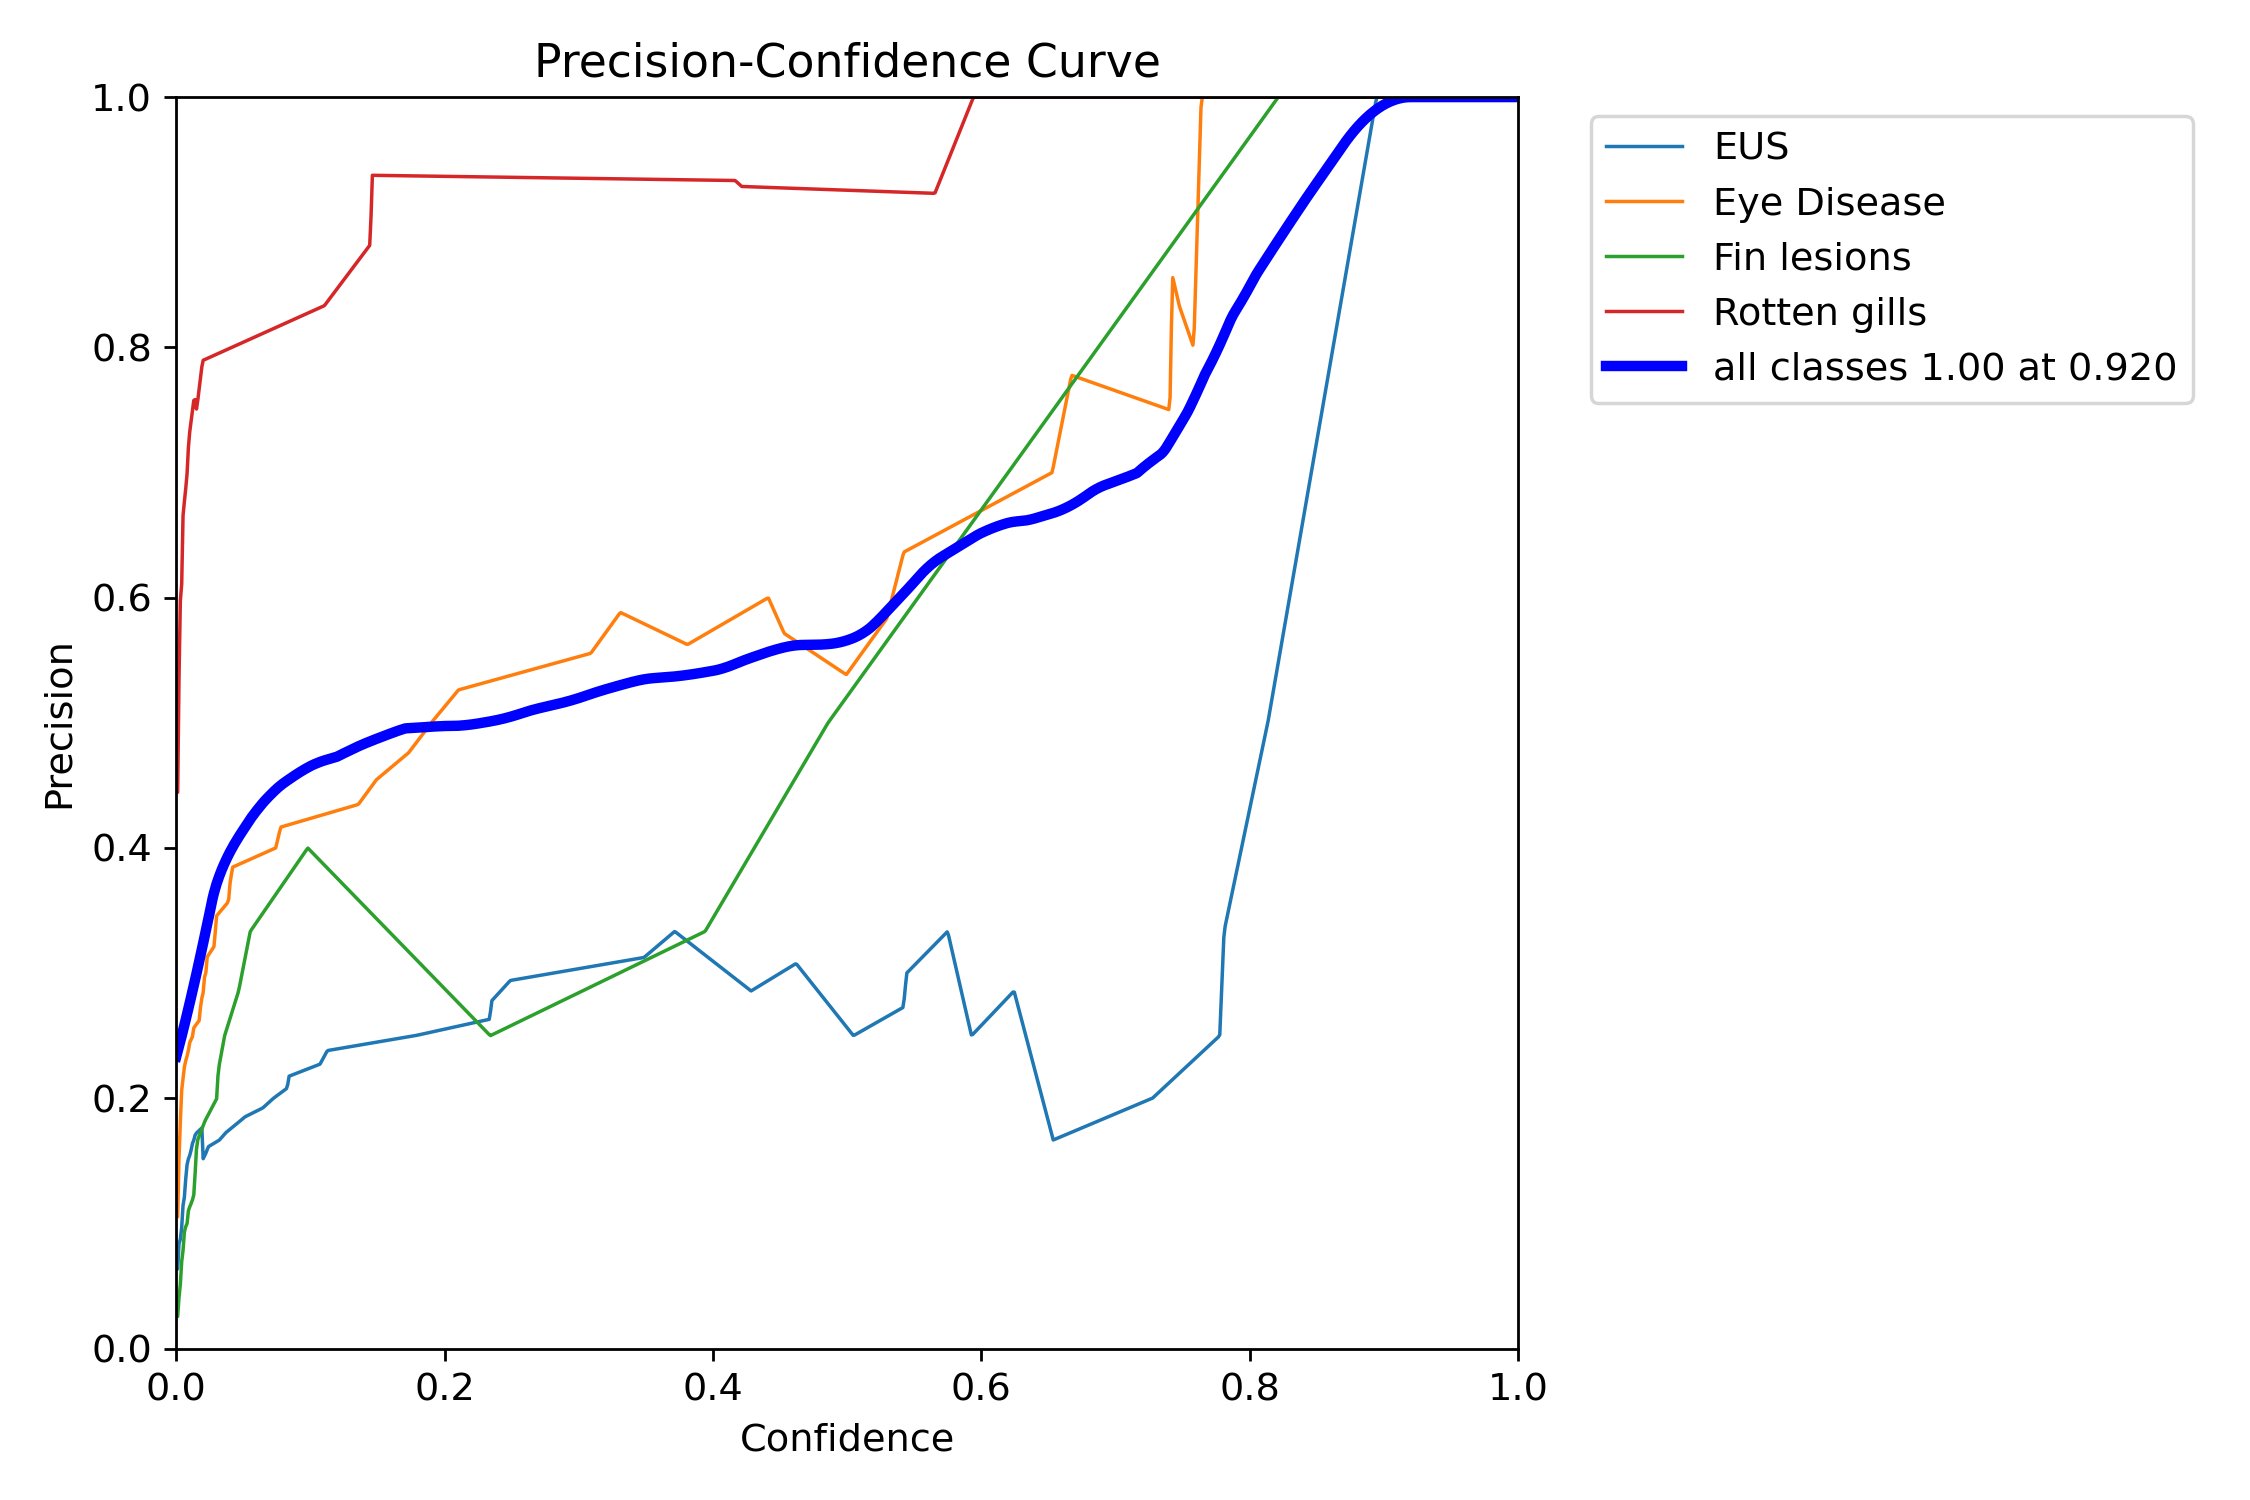 Precision-Confidence Curve
1.0
0.8
0.6
0.4
0.2
0.0
Precision
0.0 0.2 0.4 0.6 0.8 1.0
Confidence
EUS
Eye Disease
Fin lesions
Rotten gills
all classes 1.00 at 0.920